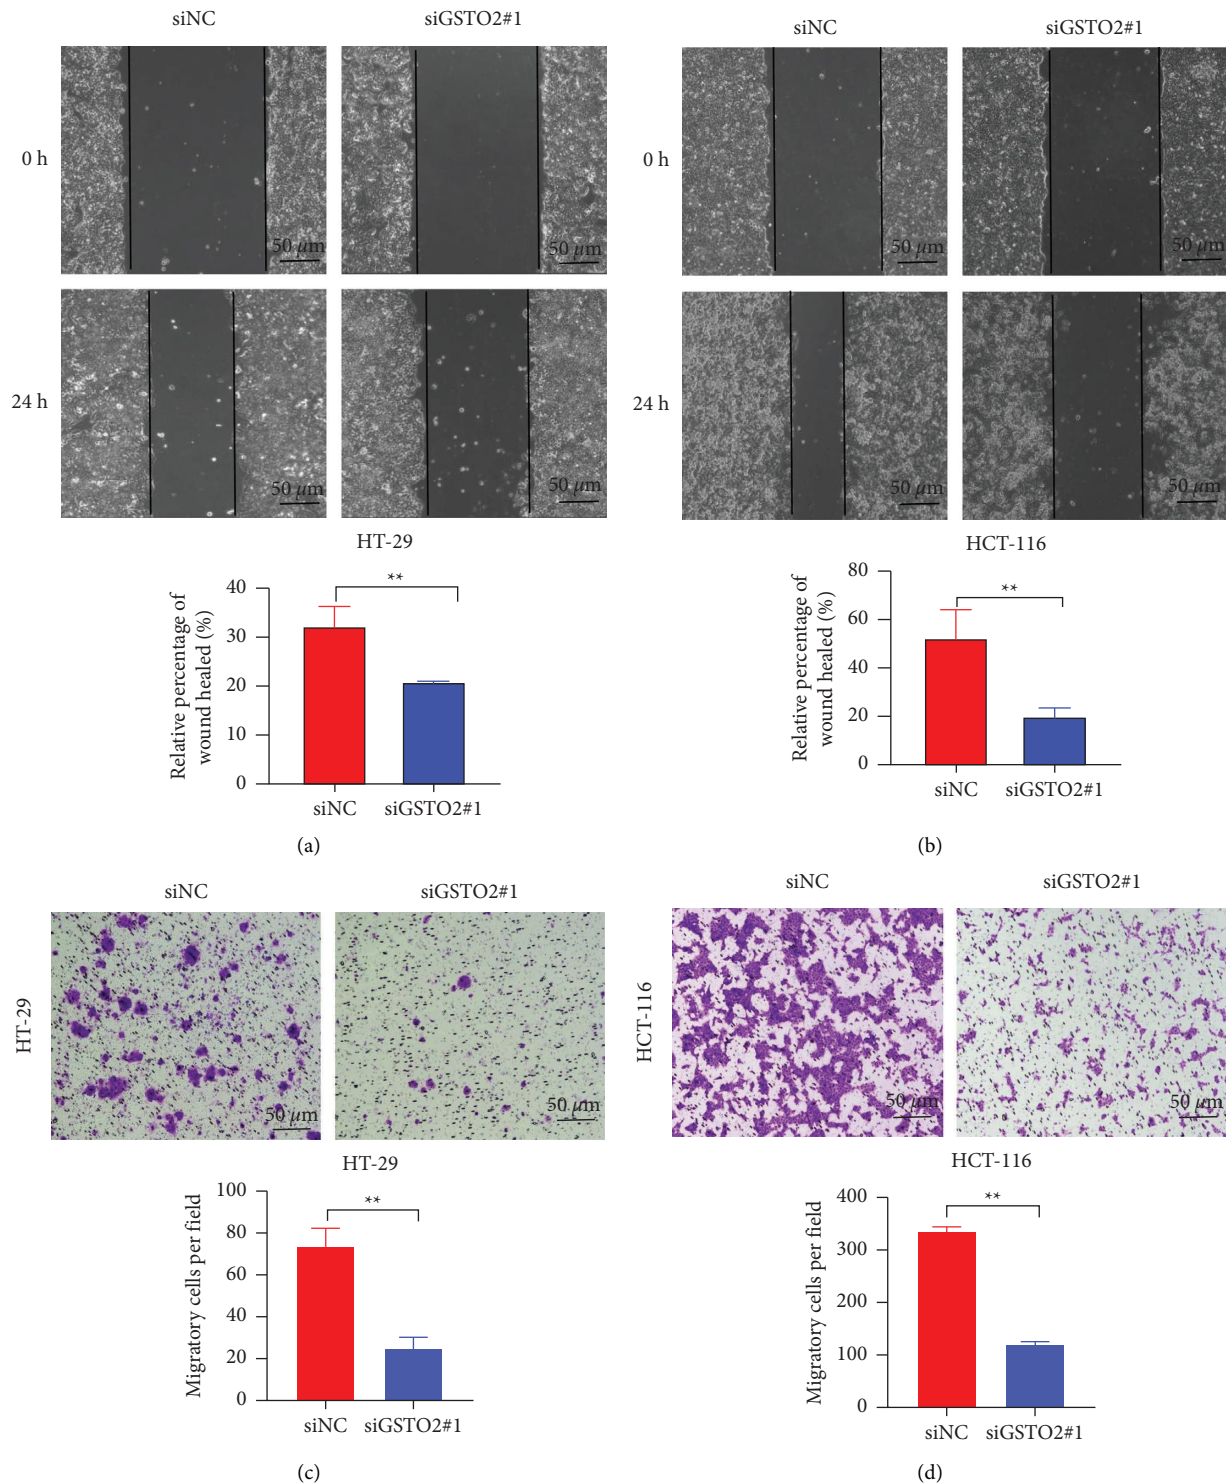 siNC siGSTO2#1
0 h
50 µm 50 µm
24 h
50 µm 50 µm
HT-29
Relative percentage of
wound healed (%)
40
30
20
10
0
**
siNC siGSTO2#1
(a)
siNC siGSTO2#1
0 h
50 µm 50 µm
24 h
50 µm 50 µm
HCT-116
Relative percentage of
wound healed (%)
80
60
40
20
0
**
siNC siGSTO2#1
(b)
siNC siGSTO2#1
HT-29
50 µm 50 µm
HT-29
Migratory cells per field
100
80
60
40
20
0
**
siNC siGSTO2#1
(c)
siNC siGSTO2#1
HCT-116
50 µm 50 µm
HCT-116
Migratory cells per field
400
300
200
100
0
**
siNC siGSTO2#1
(d)